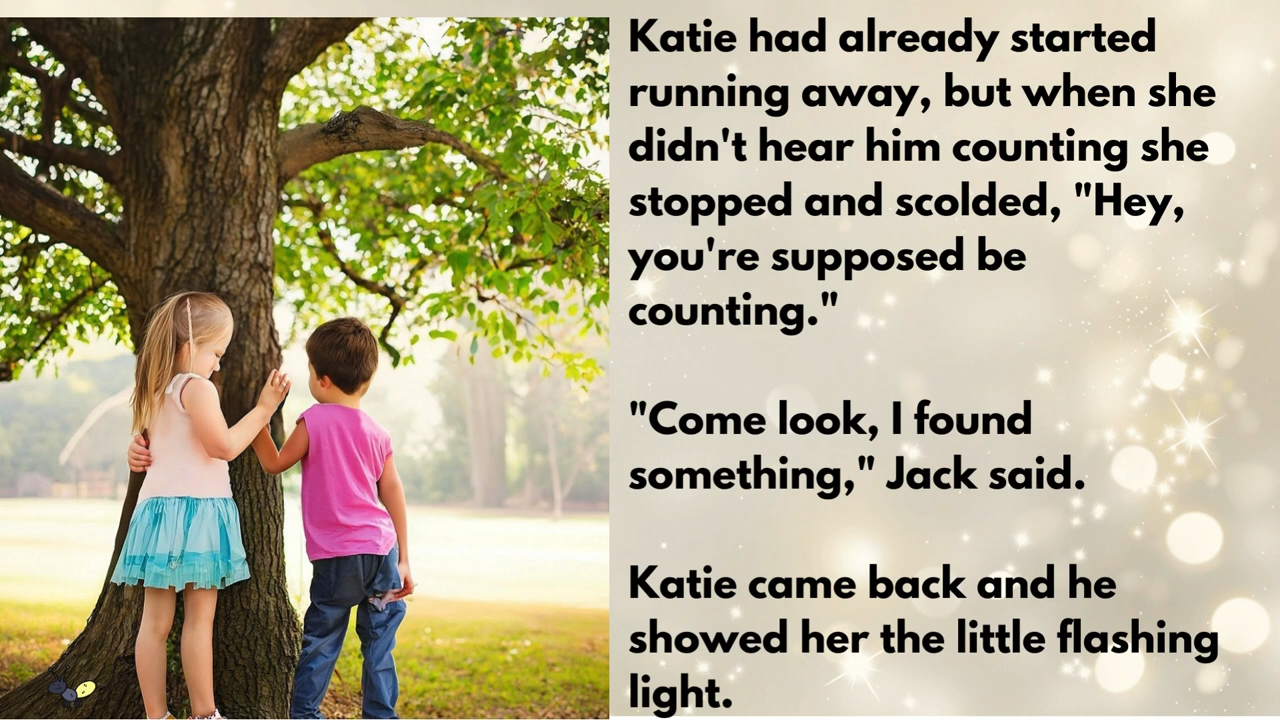 Katie had already started
running away, but when she
didn't hear him counting she
stopped and scolded, "Hey,
you're supposed be
counting."
"Come look, I found
something," Jack said.
Katie came back and he
showed her the little flashing
light.